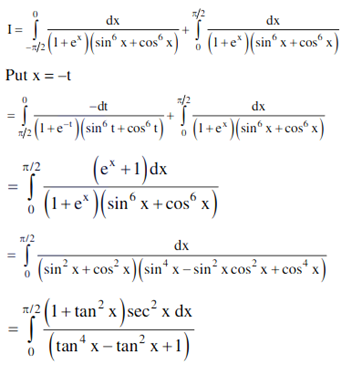 I = ∫_{-π/2}^{0} dx / (1+e^x)(sin^6 x+cos^6 x) + ∫_{0}^{π/2} dx / (1+e^x)(sin^6 x+cos^6 x)
Put x = –t
= ∫_{π/2}^{0} –dt / (1+e^{-t})(sin^6 t+cos^6 t) + ∫_{0}^{π/2} dx / (1+e^x)(sin^6 x+cos^6 x)
= ∫_{0}^{π/2} (e^x +1)dx / (1+e^x)(sin^6 x+cos^6 x)
= ∫_{0}^{π/2} dx / (sin^2 x+cos^2 x)(sin^4 x – sin^2 x cos^2 x+cos^4 x)
= ∫_{0}^{π/2} (1+tan^2 x)sec^2 x dx / (tan^4 x – tan^2 x+1)